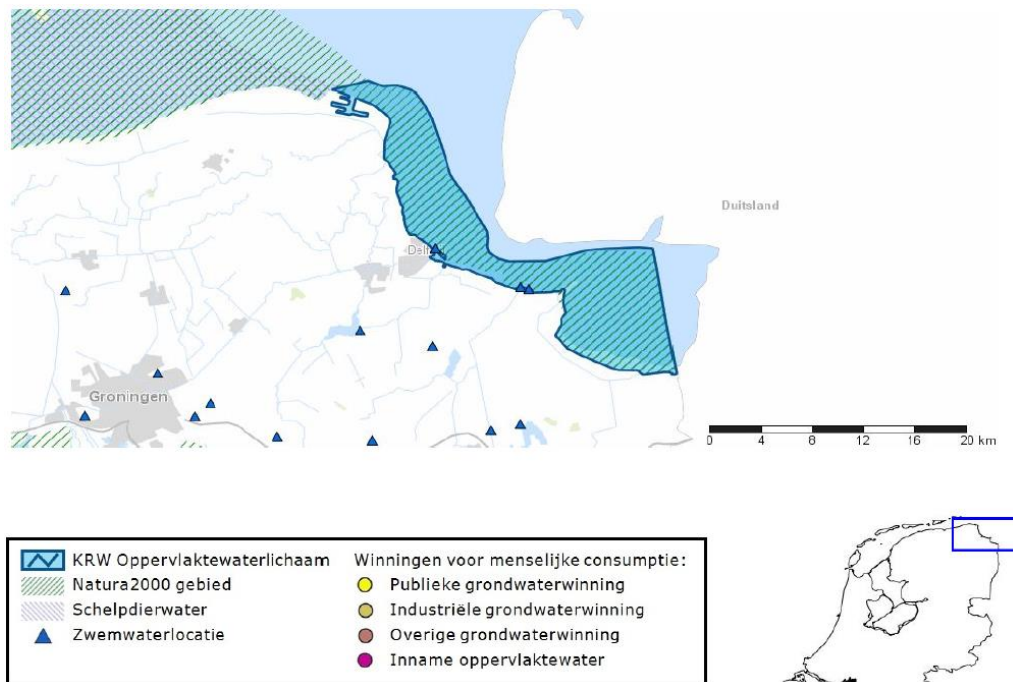 Duitsland
Delf
Groningen
0 4 8 12 16 20 km
KRW Oppervlaktewaterlichaam
Natura2000 gebied
Schelpdierwater
Zwemwaterlocatie
Winningen voor menselijke consumptie:
Publieke grondwaterwinning
Industriële grondwaterwinning
Overige grondwaterwinning
Inname oppervlaktewater